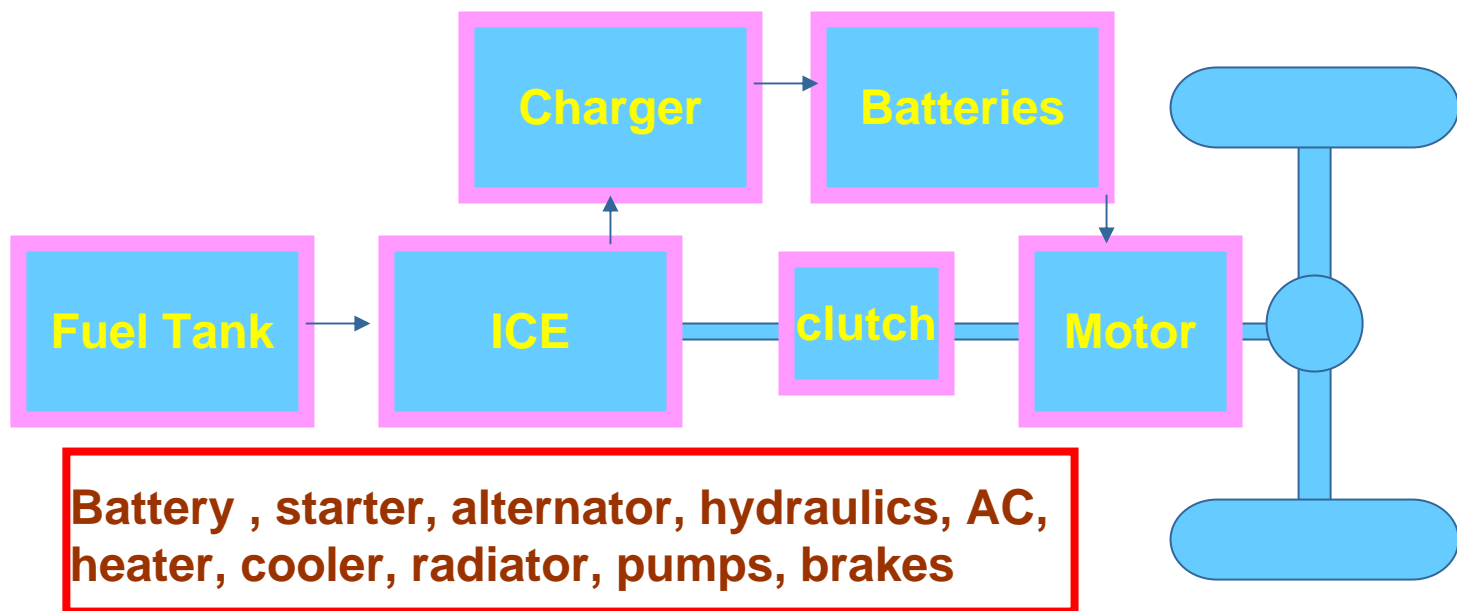 Charger
Batteries
Fuel Tank
ICE
clutch
Motor
Battery , starter, alternator, hydraulics, AC,
heater, cooler, radiator, pumps, brakes